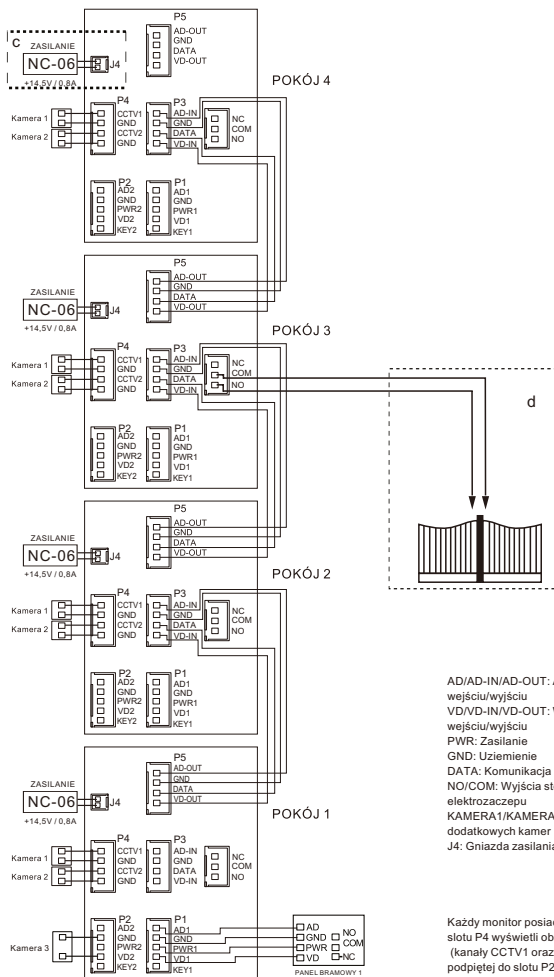 c
ZASILANIE
NC-06
+14,5V / 0,8A
J4
P5
AD-OUT
GND
DATA
VD-OUT
POKÓJ 4
Kamera 1
Kamera 2
P4
CCTV1
GND
CCTV2
GND
P3
AD-IN
GND
DATA
VD-IN
NC
COM
NO
P2
AD2
GND
PWR2
VD2
KEY2
P1
AD1
GND
PWR1
VD1
KEY1
P5
AD-OUT
GND
DATA
VD-OUT
ZASILANIE
NC-06
+14,5V / 0,8A
J4
POKÓJ 3
Kamera 1
Kamera 2
P4
CCTV1
GND
CCTV2
GND
P3
AD-IN
GND
DATA
VD-IN
NC
COM
NO
d
P2
AD2
GND
PWR2
VD2
KEY2
P1
AD1
GND
PWR1
VD1
KEY1
P5
AD-OUT
GND
DATA
VD-OUT
ZASILANIE
NC-06
+14,5V / 0,8A
J4
POKÓJ 2
Kamera 1
Kamera 2
P4
CCTV1
GND
CCTV2
GND
P3
AD-IN
GND
DATA
VD-IN
NC
COM
NO
P2
AD2
GND
PWR2
VD2
KEY2
P1
AD1
GND
PWR1
VD1
KEY1
P5
AD-OUT
GND
DATA
VD-OUT
ZASILANIE
NC-06
+14,5V / 0,8A
J4
POKÓJ 1
Kamera 1
Kamera 2
P4
CCTV1
GND
CCTV2
GND
P3
AD-IN
GND
DATA
VD-IN
NC
COM
NO
Kamera 3
P2
AD2
GND
PWR2
VD2
KEY2
P1
AD1
GND
PWR1
VD1
KEY1
AD
GND
PWR
VD
NO
COM
NC
PANEL BRAMOWY 1
AD/AD-IN/AD-OUT:
wejściu/wyjściu
VD/VD-IN/VD-OUT:
wejściu/wyjściu
PWR: Zasilanie
GND: Uziemienie
DATA: Komunikacja
NO/COM: Wyjścia
elektrozaczepu
KAMERA1/KAMERA
dodatkowych kamer
J4: Gniazda zasilania
Każdy monitor
slotu P4 wyświetli
(kanały CCTV1 oraz
podpiętej do slotu P2